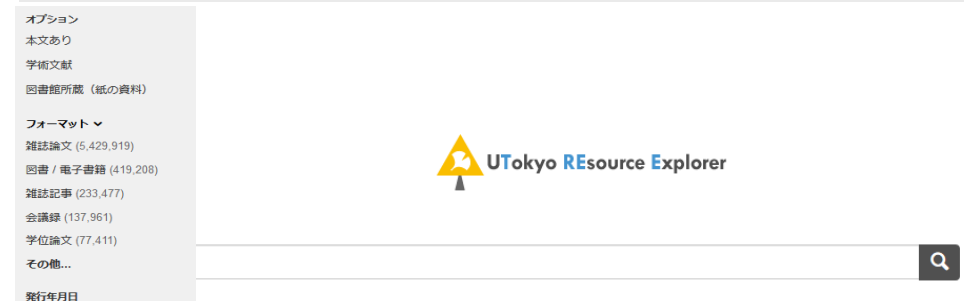 オプション
本文あり
学術文献
図書館所蔵（紙の資料）
フォーマット
雑誌論文 (5,429,919)
図書 / 電子書籍 (419,208)
雑誌記事 (233,477)
会議録 (137,961)
学位論文 (77,411)
その他...
発行年月日
UTokyo REsource Explorer